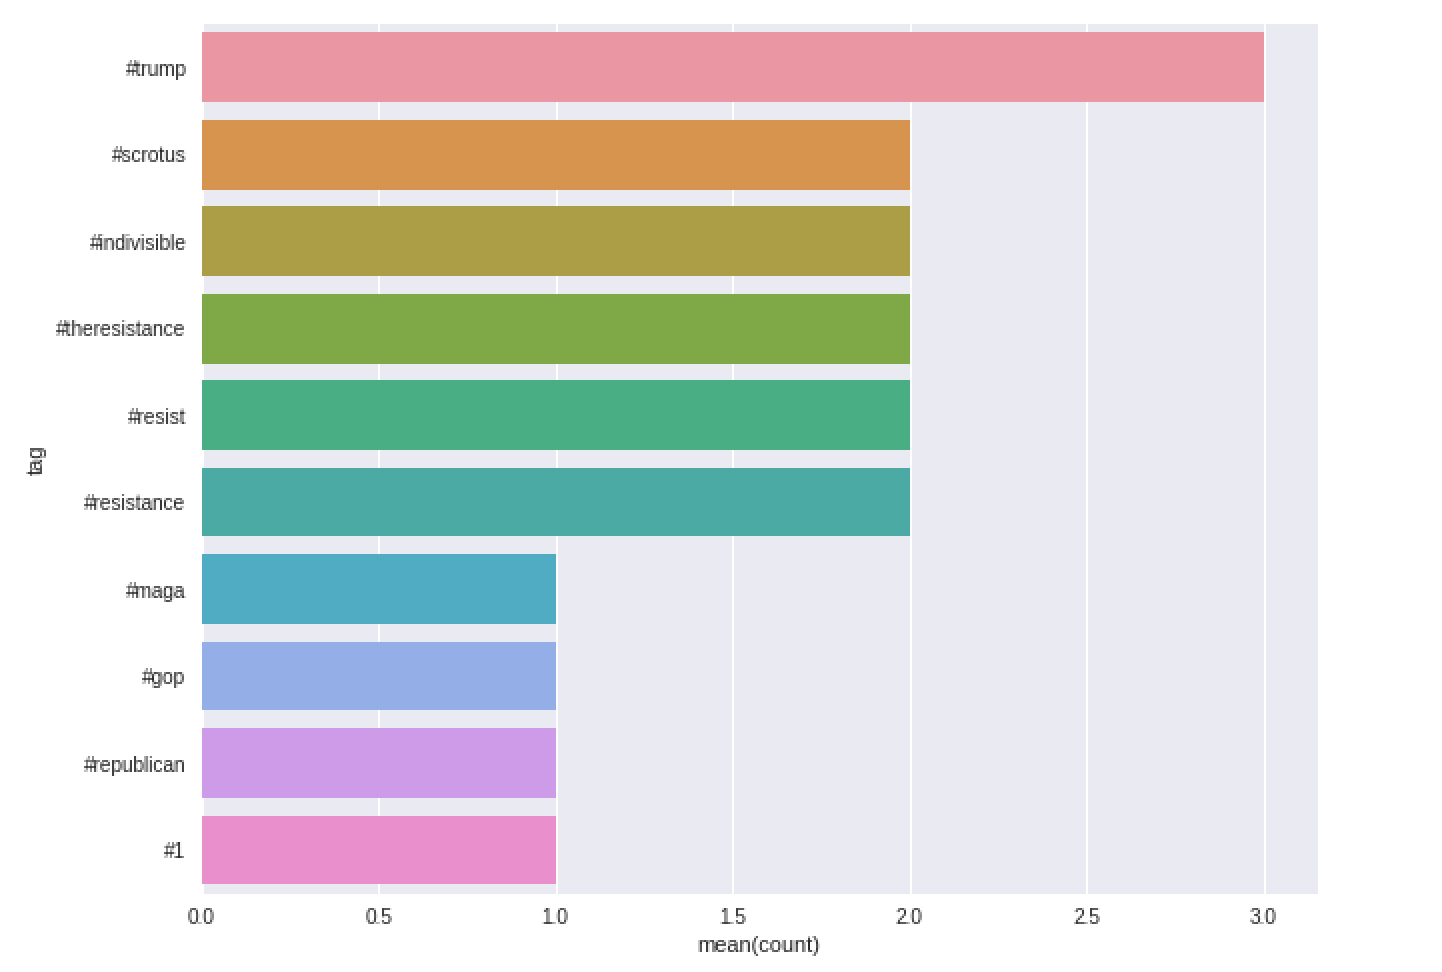 #trump
#scrotus
#indivisible
#theresistance
#resist
#resistance
#maga
#gop
#republican
#1
tag
0.0 0.5 1.0 1.5 2.0 2.5 3.0
mean(count)